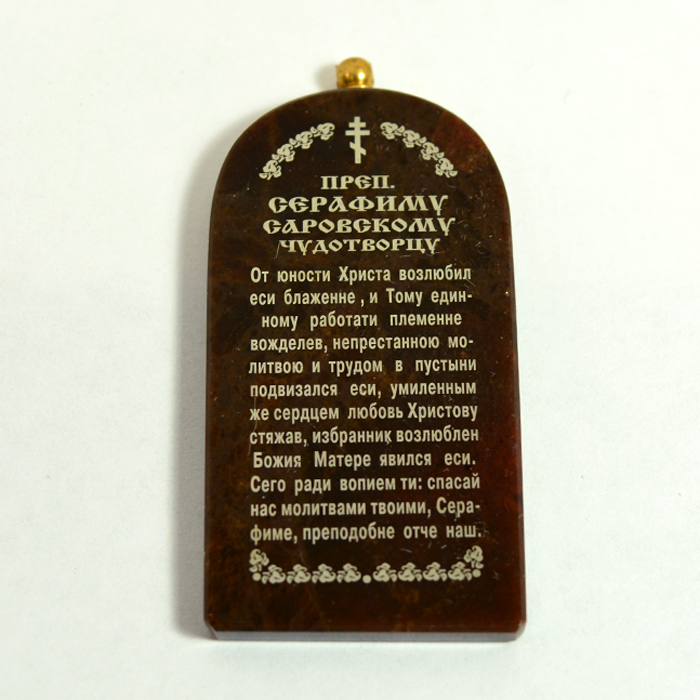 ПРЕП.
СЕРАФИМУ
САРОВСКОМУ
ЧУДОТВОРЦУ
От юности Христа возлюбил
еси блаженне , и Тому един-
ному работати племенне
вожделев, непрестанною мо-
литвою и трудом в пустыни
подвизался еси, умиленным
же сердцем любовь Христову
стяжав, избранник возлюблен
Божия Матере явился еси.
Сего ради вопием ти: спасай
нас молитвами твоими, Сера-
фиме, преподобне отче наш.